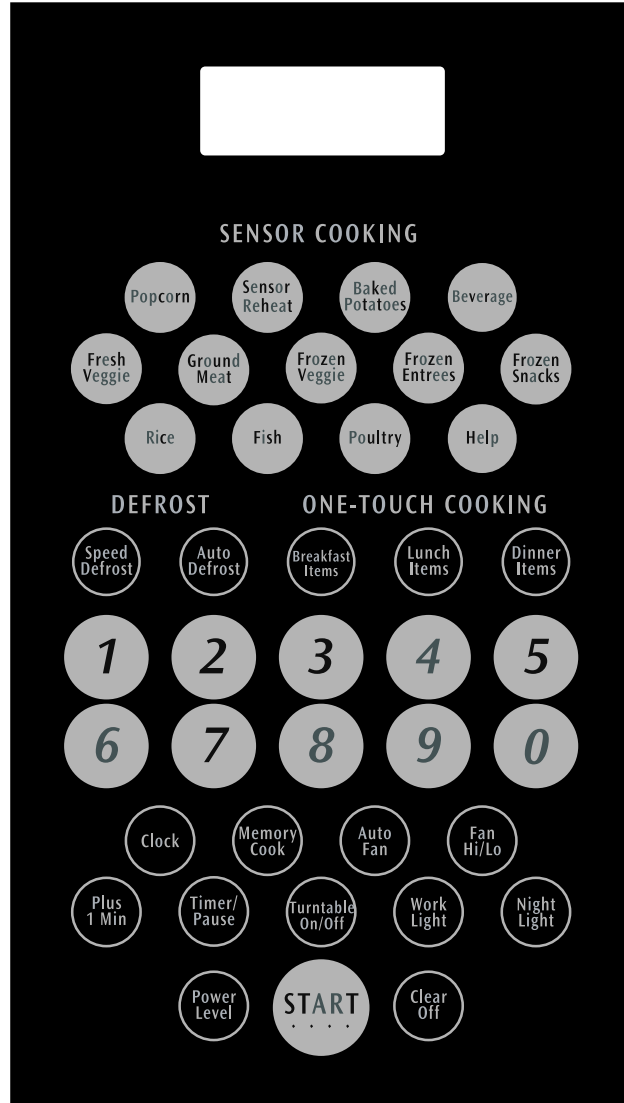 SENSOR COOKING
Popcorn
Sensor
Reheat
Baked
Potatoes
Beverage
Fresh
Veggie
Ground
Meat
Frozen
Veggie
Frozen
Entrees
Frozen
Snacks
Rice
Fish
Poultry
Help
DEFROST
ONE-TOUCH COOKING
Speed
Defrost
Auto
Defrost
Breakfast
Items
Lunch
Items
Dinner
Items
1
2
3
4
5
6
7
8
9
0
Clock
Memory
Cook
Auto
Fan
Fan
Hi/Lo
Plus
1 Min
Timer/
Pause
Turntable
On/Off
Work
Light
Night
Light
Power
Level
START
Clear
Off